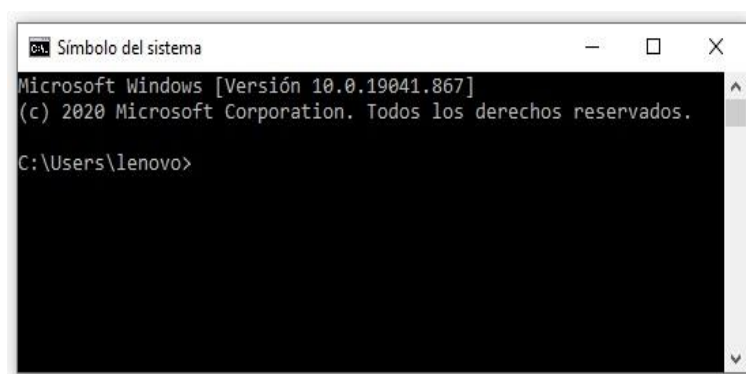 Símbolo del sistema
Microsoft Windows [Versión 10.0.19041.867]
(c) 2020 Microsoft Corporation. Todos los derechos reservados.
C:\Users\lenovo>